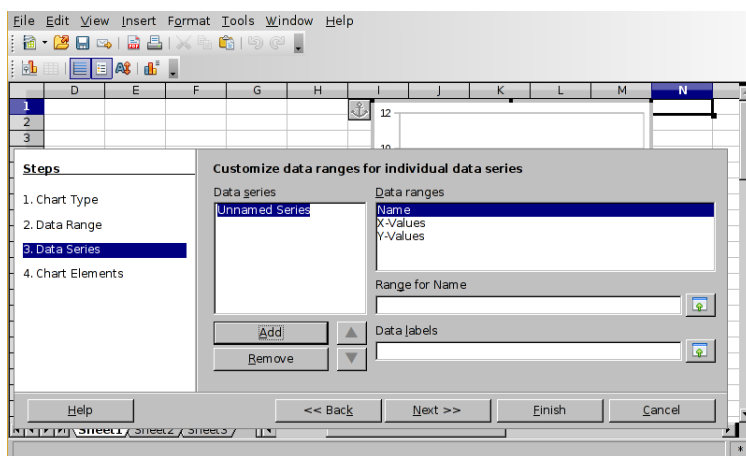 File Edit View Insert Format Tools Window Help
D E F G H I J K L M N
1
2
3
12
10
Steps
1. Chart Type
2. Data Range
3. Data Series
4. Chart Elements
Customize data ranges for individual data series
Data series
Unnamed Series
Add
Remove
Data ranges
Name
X-Values
Y-Values
Range for Name
Data labels
Help
<< Back
Next >>
Finish
Cancel
Sheet1 Sheet2 Sheet3
*